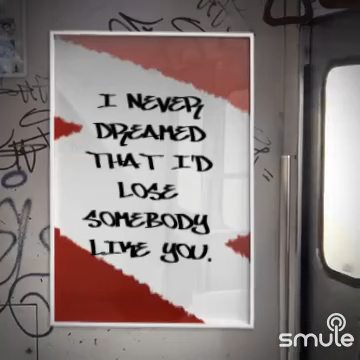 I NEVER
DREAMED
THAT I'D
LOSE
SOMEBODY
LIKE YOU.
smule